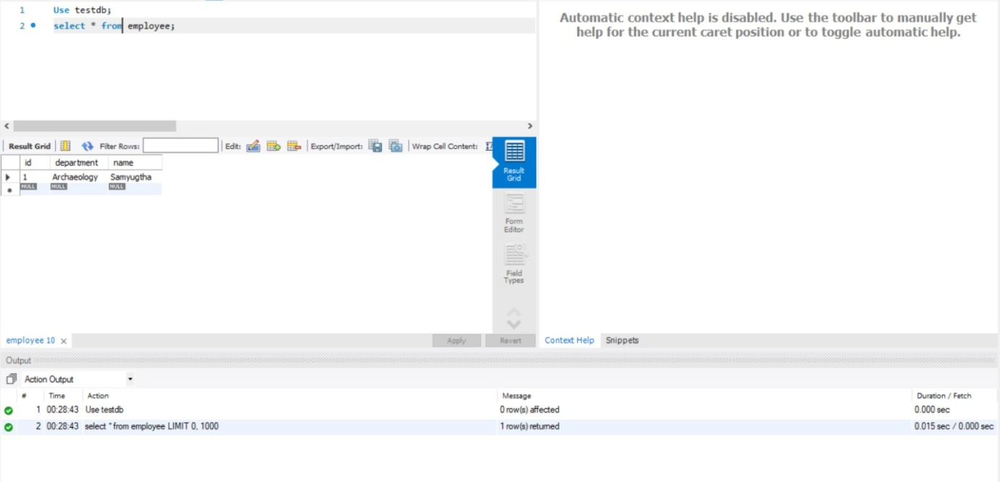 1 Use testdb;
2 select * from employee;
Automatic context help is disabled. Use the toolbar to manually get
help for the current caret position or to toggle automatic help.
Result Grid Filter Rows: Edit: Export/Import: Wrap Cell Content:
id department name
1 Archaeology Samyugtha
NULL NULL NULL
Result
Grid
Form
Editor
Field
Types
employee 10 Apply Revert
Context Help Snippets
Output
Action Output
# Time Action Message Duration / Fetch
1 00:28:43 Use testdb 0 row(s) affected 0.000 sec
2 00:28:43 select * from employee LIMIT 0, 1000 1 row(s) returned 0.015 sec / 0.000 sec